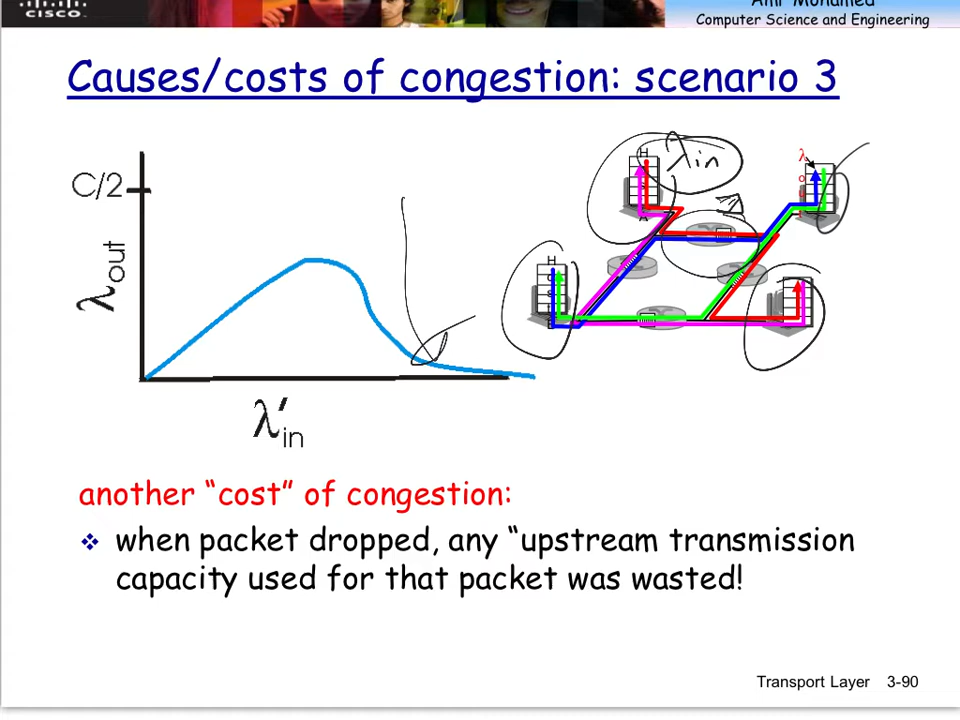 CISCO
Amr Mohamed
Computer Science and Engineering
Causes/costs of congestion: scenario 3
C/2
λout
λ'in
H
A
λin
λ
o
u
H
another “cost” of congestion:
❖ when packet dropped, any “upstream transmission
capacity used for that packet was wasted!
Transport Layer 3-90